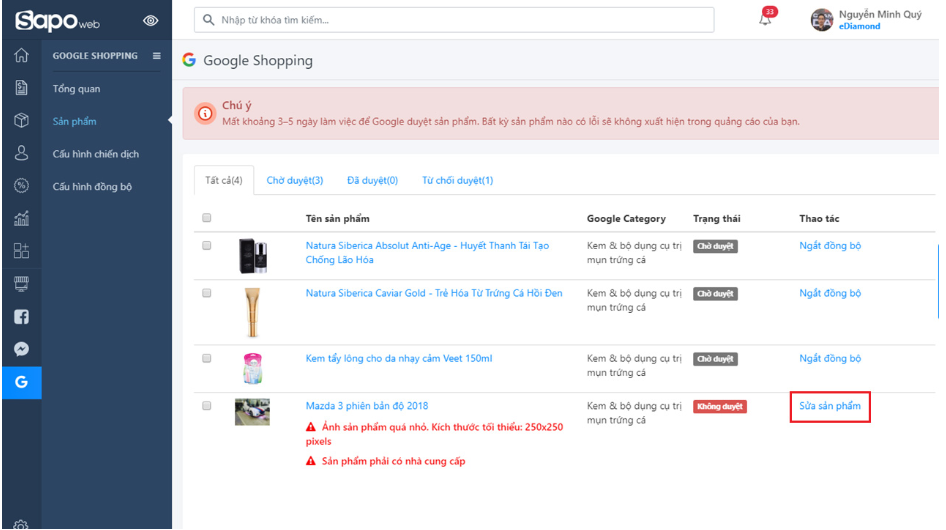 Sapo web
Nhập từ khóa tìm kiếm...
33
Nguyễn Minh Quý
eDiamond
GOOGLE SHOPPING
Tổng quan
Sản phẩm
Cấu hình chiến dịch
Cấu hình đồng bộ
Google Shopping
Chú ý
Mất khoảng 3-5 ngày làm việc để Google duyệt sản phẩm. Bất kỳ sản phẩm nào có lỗi sẽ không xuất hiện trong quảng cáo của bạn.
Tất cả(4) Chờ duyệt(3) Đã duyệt(0) Từ chối duyệt(1)
Tên sản phẩm Google Category Trạng thái Thao tác
Natura Siberica Absolut Anti-Age - Huyết Thanh Tái Tạo Kem & bộ dụng cụ trị Chờ duyệt Ngắt đồng bộ
Chống Lão Hóa mụn trứng cá
Natura Siberica Caviar Gold - Trẻ Hóa Từ Trứng Cá Hồi Đen Kem & bộ dụng cụ trị Chờ duyệt Ngắt đồng bộ
mụn trứng cá
Kem tẩy lông cho da nhạy cảm Veet 150ml Kem & bộ dụng cụ trị Chờ duyệt Ngắt đồng bộ
mụn trứng cá
Mazda 3 phiên bản độ 2018 Kem & bộ dụng cụ trị Không duyệt Sửa sản phẩm
mụn trứng cá
Ảnh sản phẩm quá nhỏ. Kích thước tối thiểu: 250x250
pixels
Sản phẩm phải có nhà cung cấp